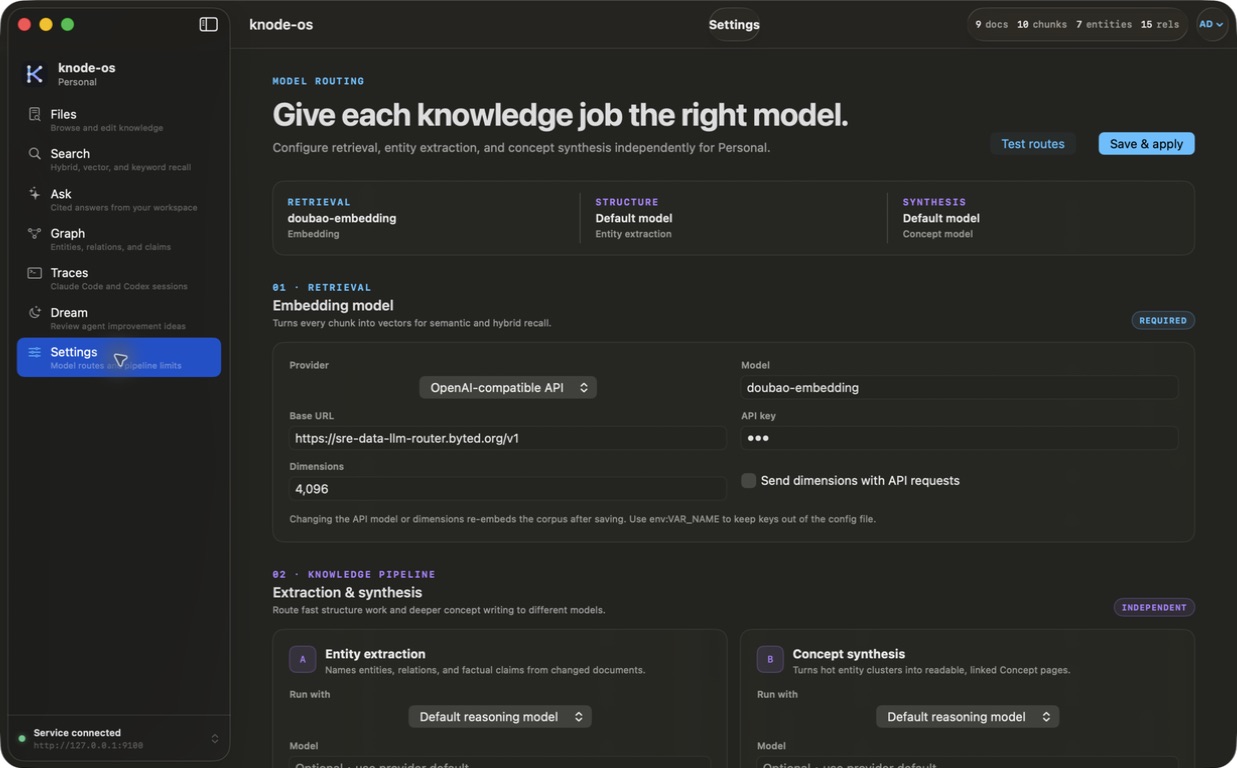 knode-os
Settings
9 docs 10 chunks 7 entities 15 rels
AD
knode-os
Personal
Files
Browse and edit knowledge
Search
Hybrid, vector, and keyword recall
Ask
Cited answers from your workspace
Graph
Entities, relations, and claims
Traces
Claude Code and Codex sessions
Dream
Review agent improvement ideas
Settings
Model routes and pipeline limits
Service connected
http://127.0.0.1:9100
MODEL ROUTING
Give each knowledge job the right model.
Configure retrieval, entity extraction, and concept synthesis independently for Personal.
Test routes
Save & apply
RETRIEVAL
doubao-embedding
Embedding
STRUCTURE
Default model
Entity extraction
SYNTHESIS
Default model
Concept model
01 · RETRIEVAL
Embedding model
Turns every chunk into vectors for semantic and hybrid recall.
REQUIRED
Provider
OpenAI-compatible API
Model
doubao-embedding
Base URL
https://sre-data-llm-router.byted.org/v1
API key
•••
Dimensions
4,096
Send dimensions with API requests
Changing the API model or dimensions re-embeds the corpus after saving. Use env:VAR_NAME to keep keys out of the config file.
02 · KNOWLEDGE PIPELINE
Extraction & synthesis
Route fast structure work and deeper concept writing to different models.
INDEPENDENT
A
Entity extraction
Names entities, relations, and factual claims from changed documents.
Run with
Default reasoning model
Model
Optional · use provider default
B
Concept synthesis
Turns hot entity clusters into readable, linked Concept pages.
Run with
Default reasoning model
Model
Optional · use provider default